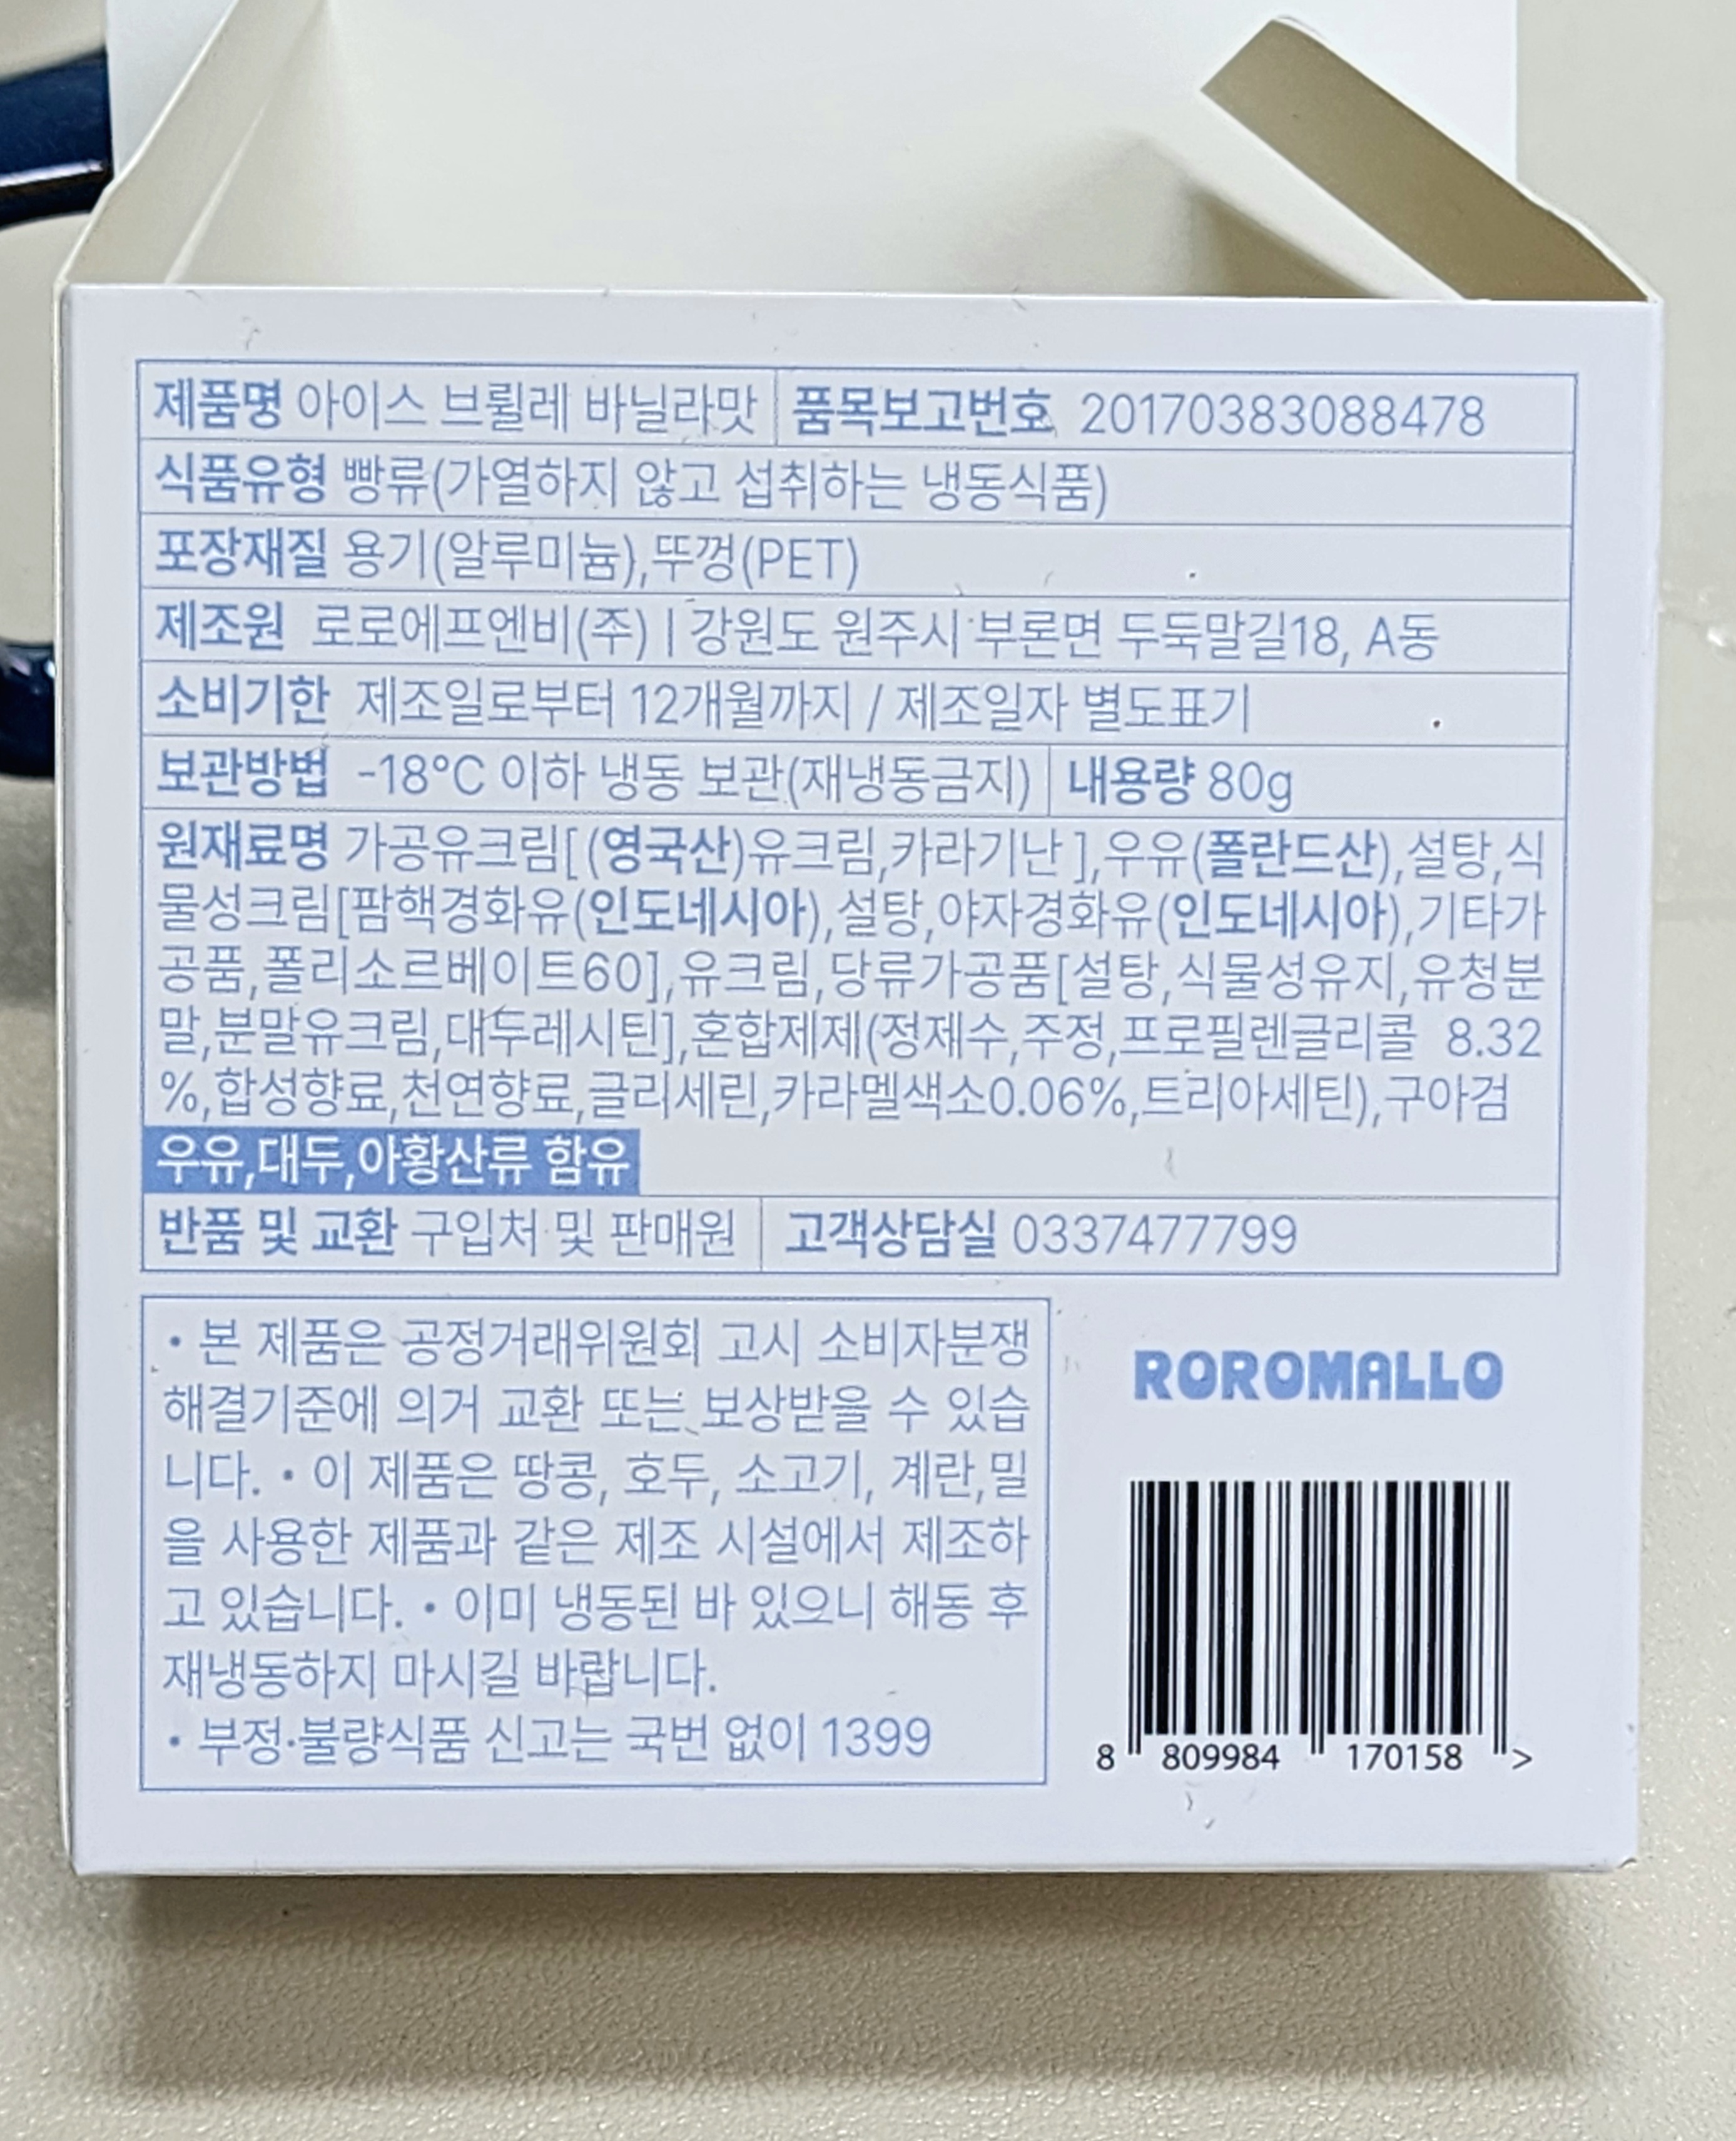 제품명 아이스 브륄레 바닐라맛 품목보고번호 20170383088478
식품유형 빵류(가열하지 않고 섭취하는 냉동식품)
포장재질 용기(알루미늄),뚜껑(PET)
제조원 로로에프엔비(주) | 강원도 원주시 부론면 두둑말길18, A동
소비기한 제조일로부터 12개월까지 / 제조일자 별도표기
보관방법 -18°C 이하 냉동 보관(재냉동금지) 내용량 80g
원재료명 가공유크림[(영국산)유크림,카라기난],우유(폴란드산),설탕,식
물성크림[팜핵경화유(인도네시아),설탕,야자경화유(인도네시아),기타가
공품,폴리소르베이트60],유크림,당류가공품[설탕,식물성유지,유청분
말,분말유크림,대두레시틴],혼합제제(정제수,주정,프로필렌글리콜 8.32
%,합성향료,천연향료,글리세린,카라멜색소0.06%,트리아세틴),구아검
우유,대두,아황산류 함유
반품 및 교환 구입처 및 판매원 고객상담실 0337477799
• 본 제품은 공정거래위원회 고시 소비자분쟁
해결기준에 의거 교환 또는 보상받을 수 있습
니다. • 이 제품은 땅콩, 호두, 소고기, 계란,밀
을 사용한 제품과 같은 제조 시설에서 제조하
고 있습니다. • 이미 냉동된 바 있으니 해동 후
재냉동하지 마시길 바랍니다.
• 부정·불량식품 신고는 국번 없이 1399
ROROMALLO
8 809984 170158 >